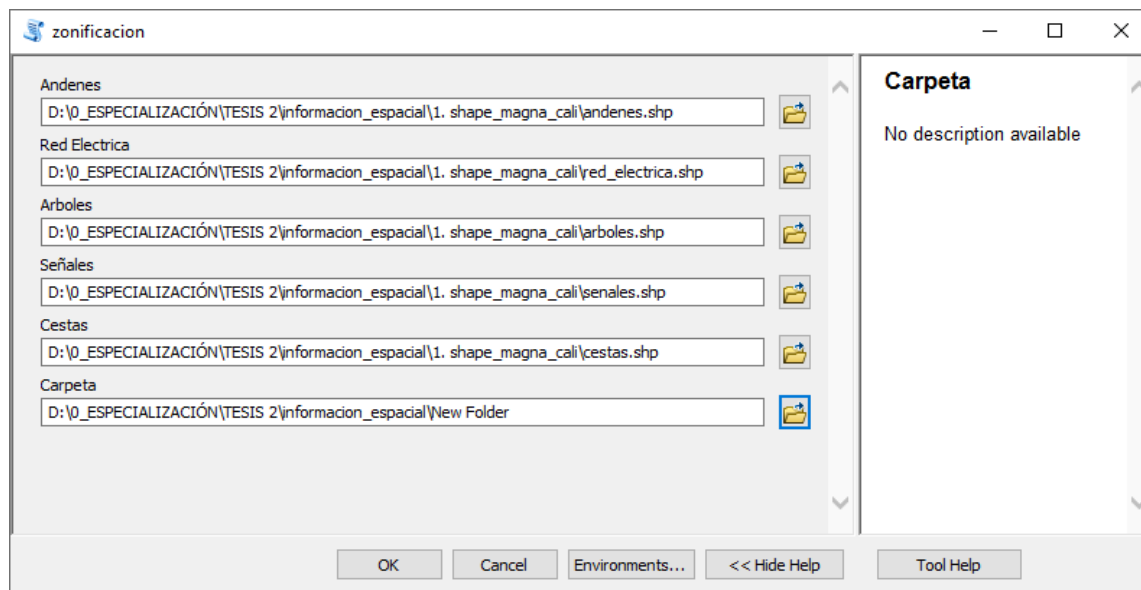 zonificacion
Andenes
D:\0_ESPECIALIZACIÓN\TESIS 2\informacion_espacial\1. shape_magna_cali\andenes.shp
Red Electrica
D:\0_ESPECIALIZACIÓN\TESIS 2\informacion_espacial\1. shape_magna_cali\red_electrica.shp
Arboles
D:\0_ESPECIALIZACIÓN\TESIS 2\informacion_espacial\1. shape_magna_cali\arboles.shp
Señales
D:\0_ESPECIALIZACIÓN\TESIS 2\informacion_espacial\1. shape_magna_cali\senales.shp
Cestas
D:\0_ESPECIALIZACIÓN\TESIS 2\informacion_espacial\1. shape_magna_cali\cestas.shp
Carpeta
D:\0_ESPECIALIZACIÓN\TESIS 2\informacion_espacial\New Folder
Carpeta
No description available
OK
Cancel
Environments...
<< Hide Help
Tool Help